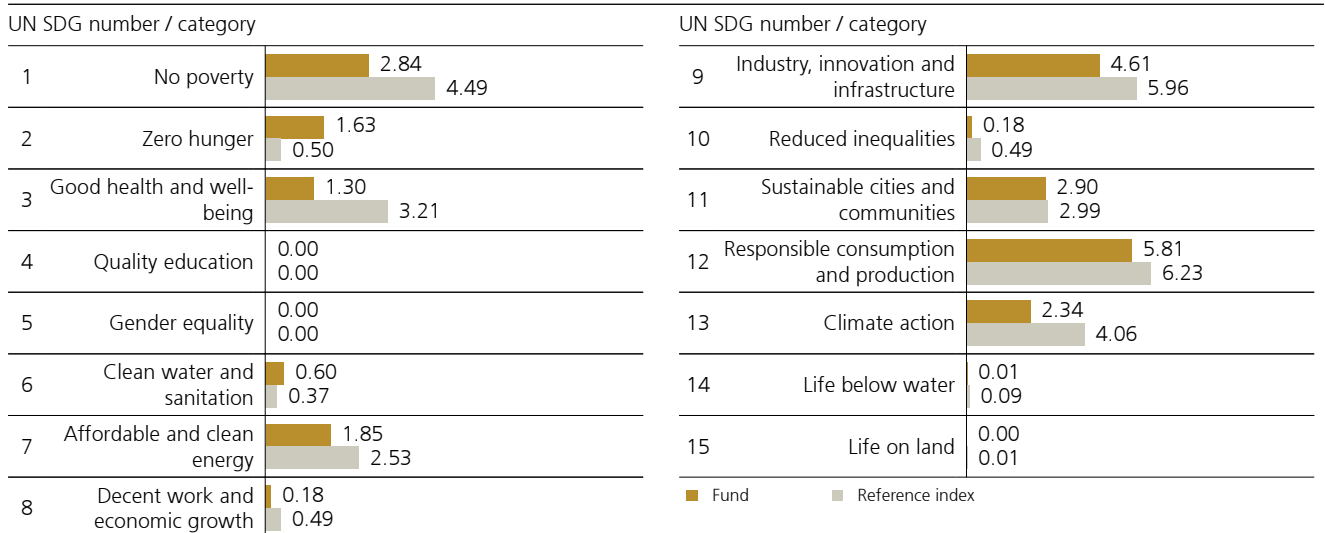 UN SDG number / category
1 No poverty 2.84
4.49
2 Zero hunger 1.63
0.50
3 Good health and well-
being 1.30
3.21
4 Quality education 0.00
0.00
5 Gender equality 0.00
0.00
6 Clean water and
sanitation 0.60
0.37
7 Affordable and clean
energy 1.85
2.53
8 Decent work and
economic growth 0.18
0.49
UN SDG number / category
9 Industry, innovation and
infrastructure 4.61
5.96
10 Reduced inequalities 0.18
0.49
11 Sustainable cities and
communities 2.90
2.99
12 Responsible consumption
and production 5.81
6.23
13 Climate action 2.34
4.06
14 Life below water 0.01
0.09
15 Life on land 0.00
0.01
Fund Reference index